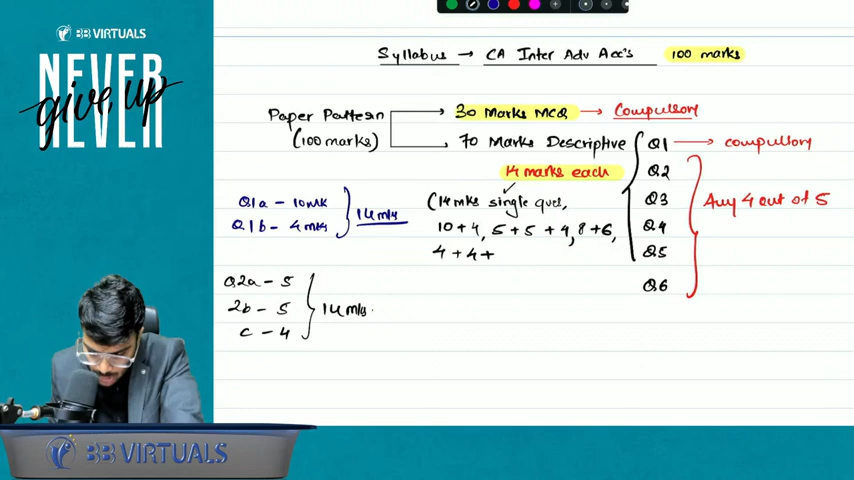 BB VIRTUALS
NEVER
give up
NEVER
Syllabus → CA Inter Adv Acc's 100 marks
Paper Pattern
(100 marks)
30 Marks MCQ → Compulsory
70 Marks Descriptive
14 marks each
(14 mks single ques,
10 + 4, 5 + 5 + 4, 8 + 6,
4 + 4 +
Q1 → compullory
Q2
Q3
Q4
Q5
Q6
Any 4 out of 5
Q1a - 10 mk
Q1b - 4 mks
14 mks
Q2a - 5
2b - 5
c - 4
14 mks.
BB VIRTUALS